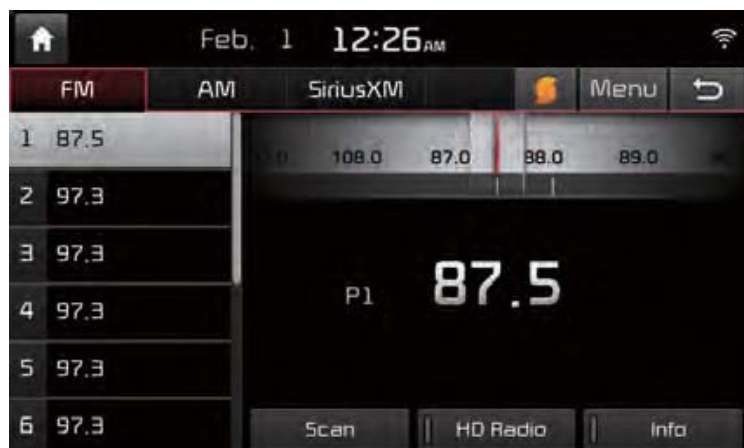 Feb. 1 12:26 AM
FM AM SiriusXM Menu
1 87.5
108.0 87.0 88.0 89.0
2 97.3
3 97.3
P1 87.5
4 97.3
5 97.3
6 97.3
Scan HD Radio Info